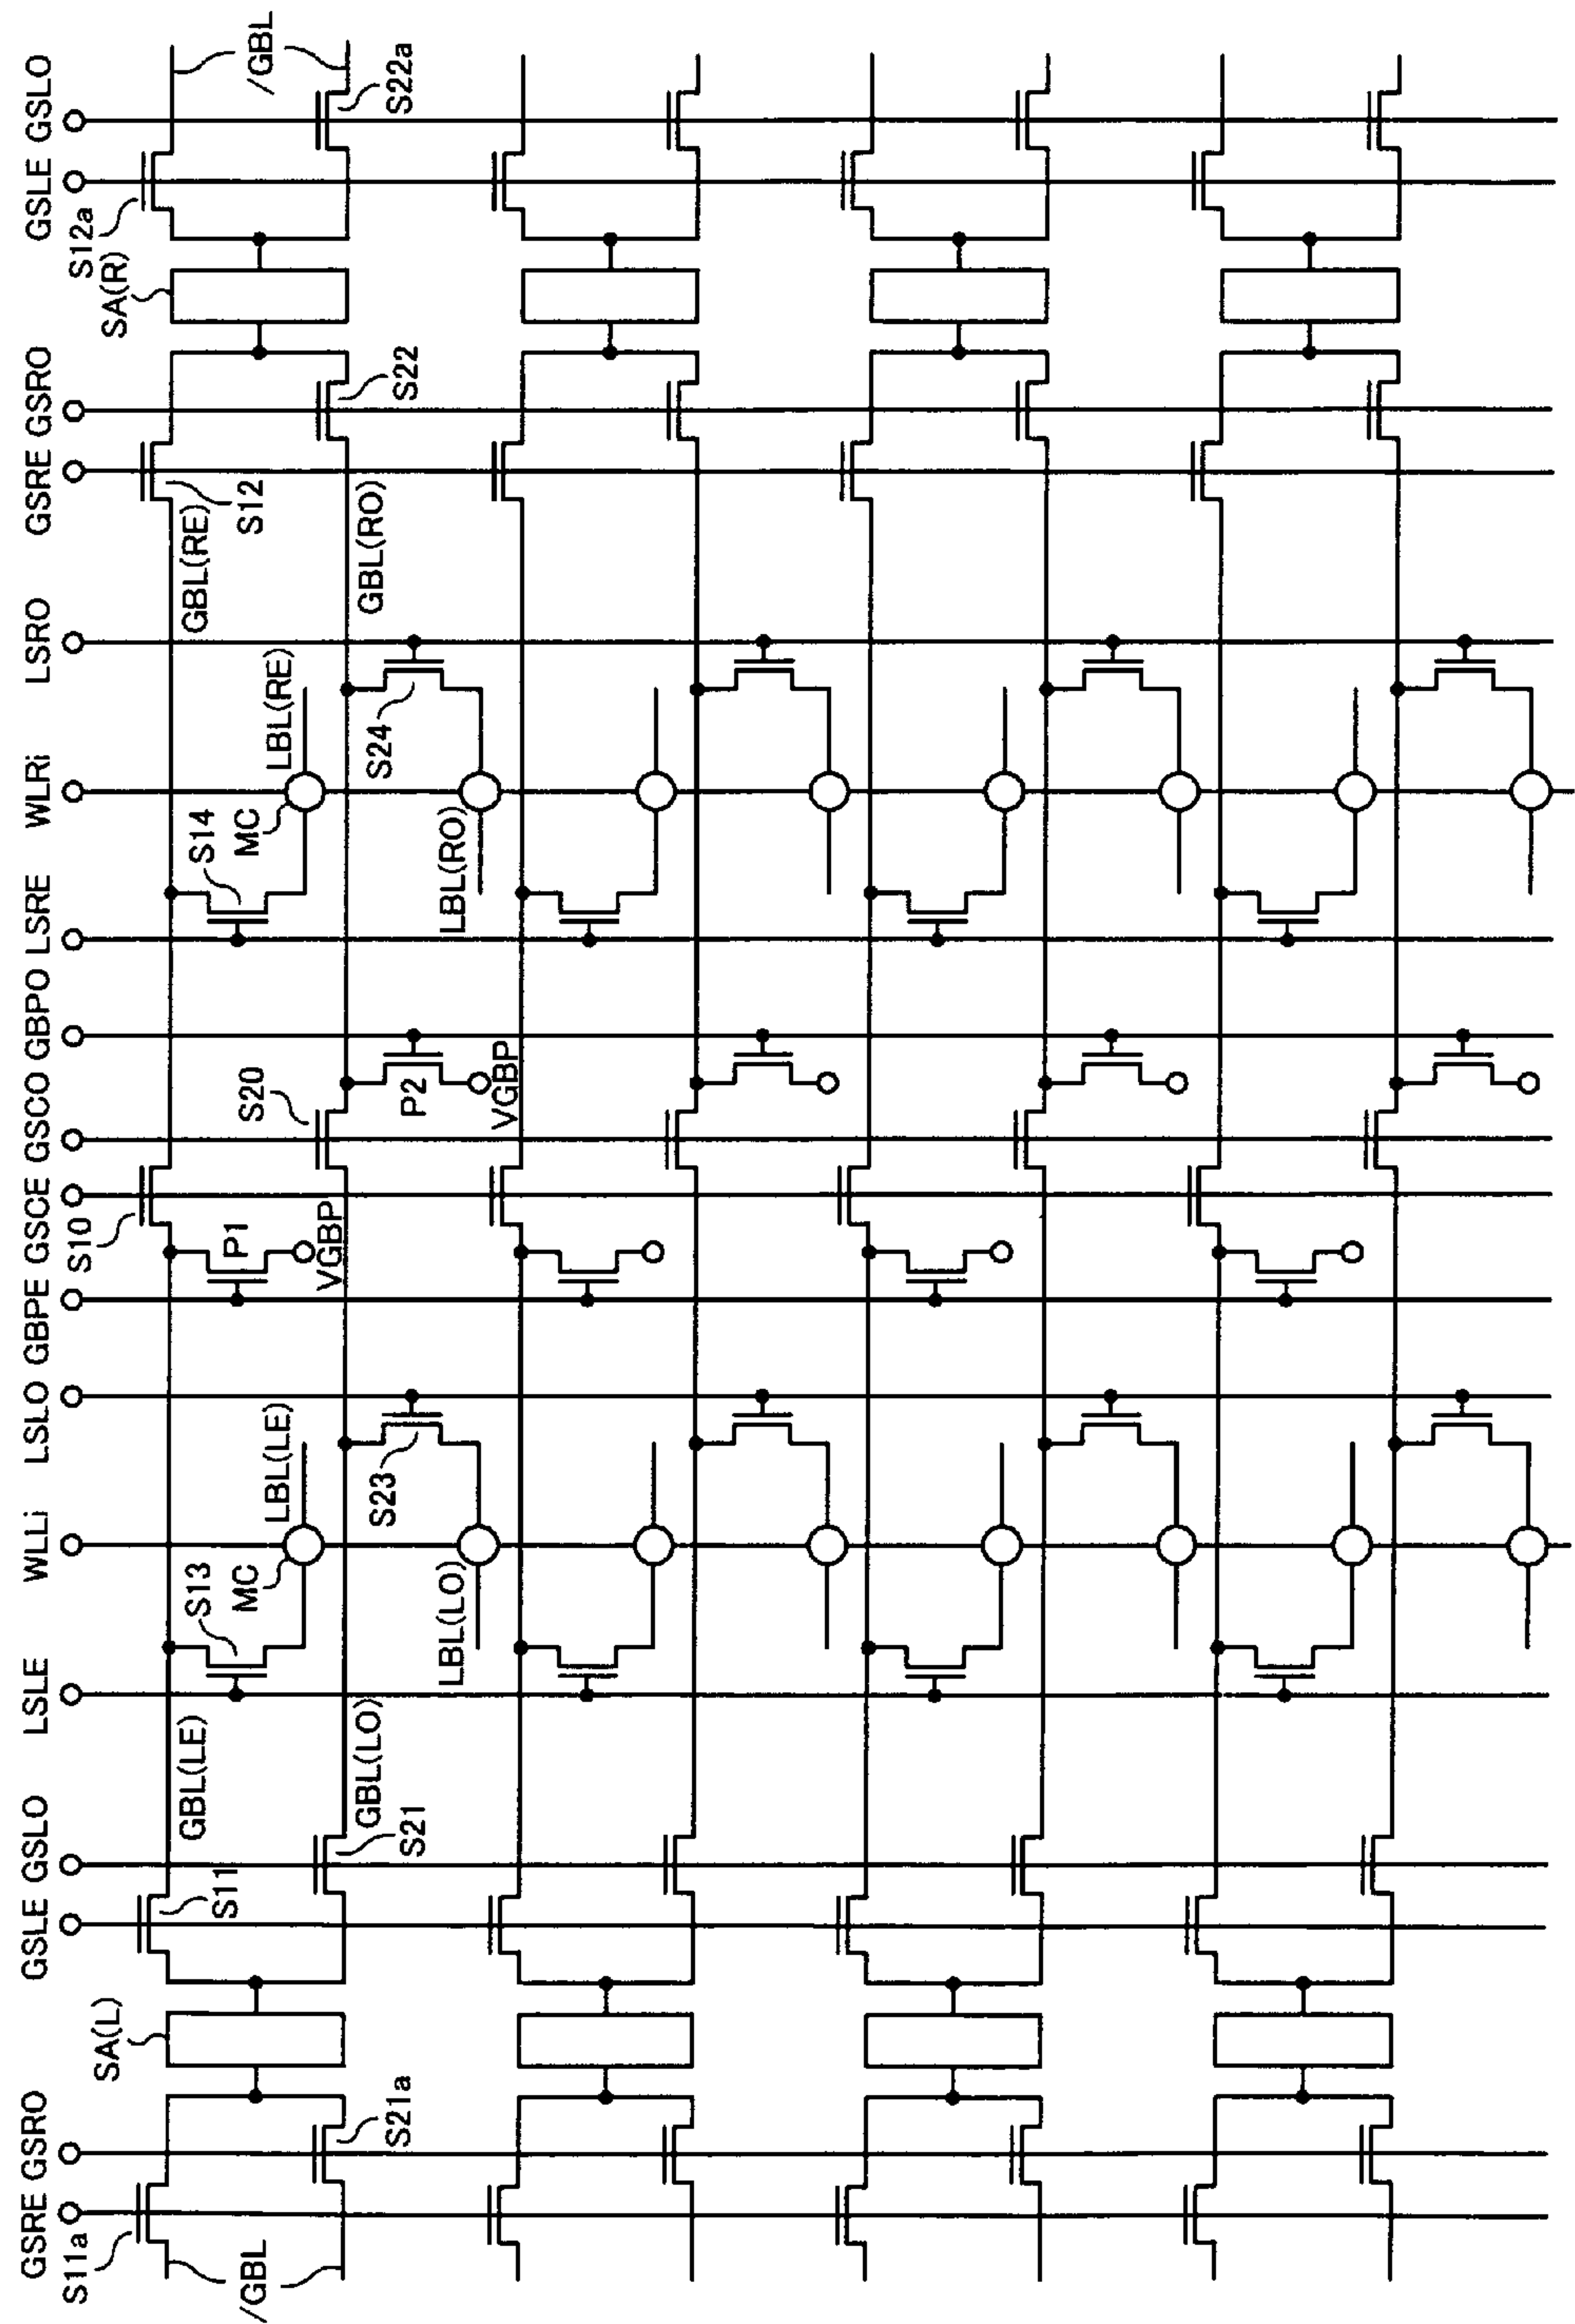 GSRE GSRO GSLE GSLO LSLE WLLi LSLO GBPE GSCE GSCO GBPO LSRE WLRi LSRO GSRE GSRO GSLE GSLO
S11a
SA(L)
S10
S12a
SA(R)
S11
GBL(LE)
S13
MC
LBL(LE)
P1
VGBP
S20
S14
MC
LBL(RE)
GBL(RE)
S12
/GBL
/GBL
S21a
GBL(LO)
S21
LBL(LO)
S23
P2
VGBP
LBL(RO)
S24
GBL(RO)
S22
S22a